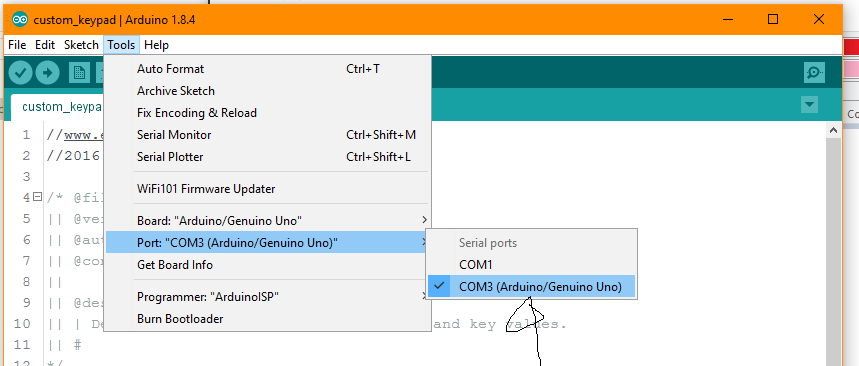 custom_keypad | Arduino 1.8.4
File Edit Sketch Tools Help
Auto Format Ctrl+T
Archive Sketch
Fix Encoding & Reload
Serial Monitor Ctrl+Shift+M
Serial Plotter Ctrl+Shift+L
WiFi101 Firmware Updater
Board: "Arduino/Genuino Uno"
Port: "COM3 (Arduino/Genuino Uno)"
Get Board Info
Programmer: "ArduinoISP"
Burn Bootloader
Serial ports
COM1
COM3 (Arduino/Genuino Uno)
custom_keypa
1 //www.e
2 //2016
3
4 /* @fil
5 || @ver
6 || @aut
7 || @con
8 ||
9 || @des
10 || | De and key values.
11 || #
12 */
Co